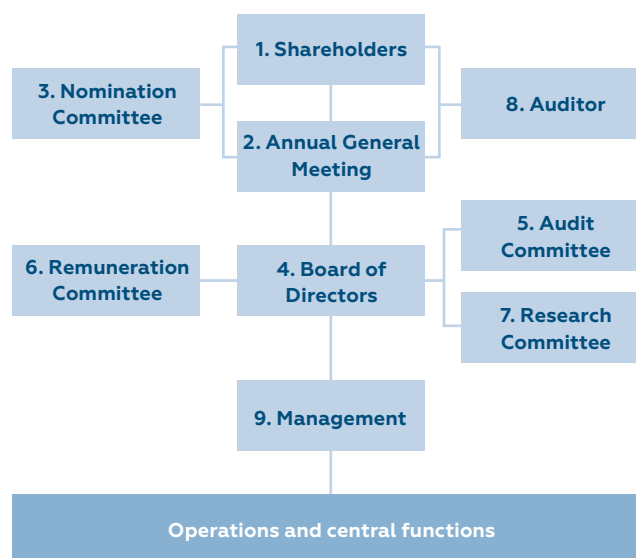 1. Shareholders
3. Nomination
Committee
8. Auditor
2. Annual General
Meeting
5. Audit
Committee
6. Remuneration
Committee
4. Board of
Directors
7. Research
Committee
9. Management
Operations and central functions